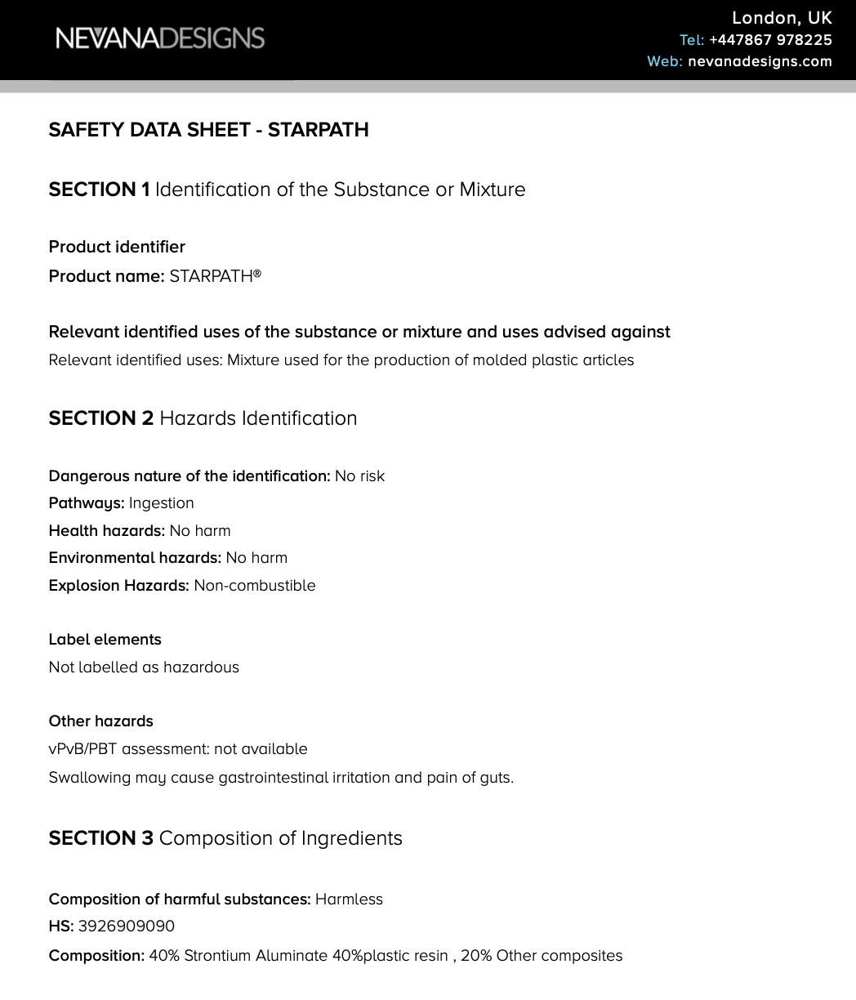 NEVANADESIGNS
London, UK
Tel: +447867 978225
Web: nevanadesigns.com
SAFETY DATA SHEET - STARPATH
SECTION 1 Identification of the Substance or Mixture
Product identifier
Product name: STARPATH®
Relevant identified uses of the substance or mixture and uses advised against
Relevant identified uses: Mixture used for the production of molded plastic articles
SECTION 2 Hazards Identification
Dangerous nature of the identification: No risk
Pathways: Ingestion
Health hazards: No harm
Environmental hazards: No harm
Explosion Hazards: Non-combustible
Label elements
Not labelled as hazardous
Other hazards
vPvB/PBT assessment: not available
Swallowing may cause gastrointestinal irritation and pain of guts.
SECTION 3 Composition of Ingredients
Composition of harmful substances: Harmless
HS: 3926909090
Composition: 40% Strontium Aluminate 40%plastic resin , 20% Other composites